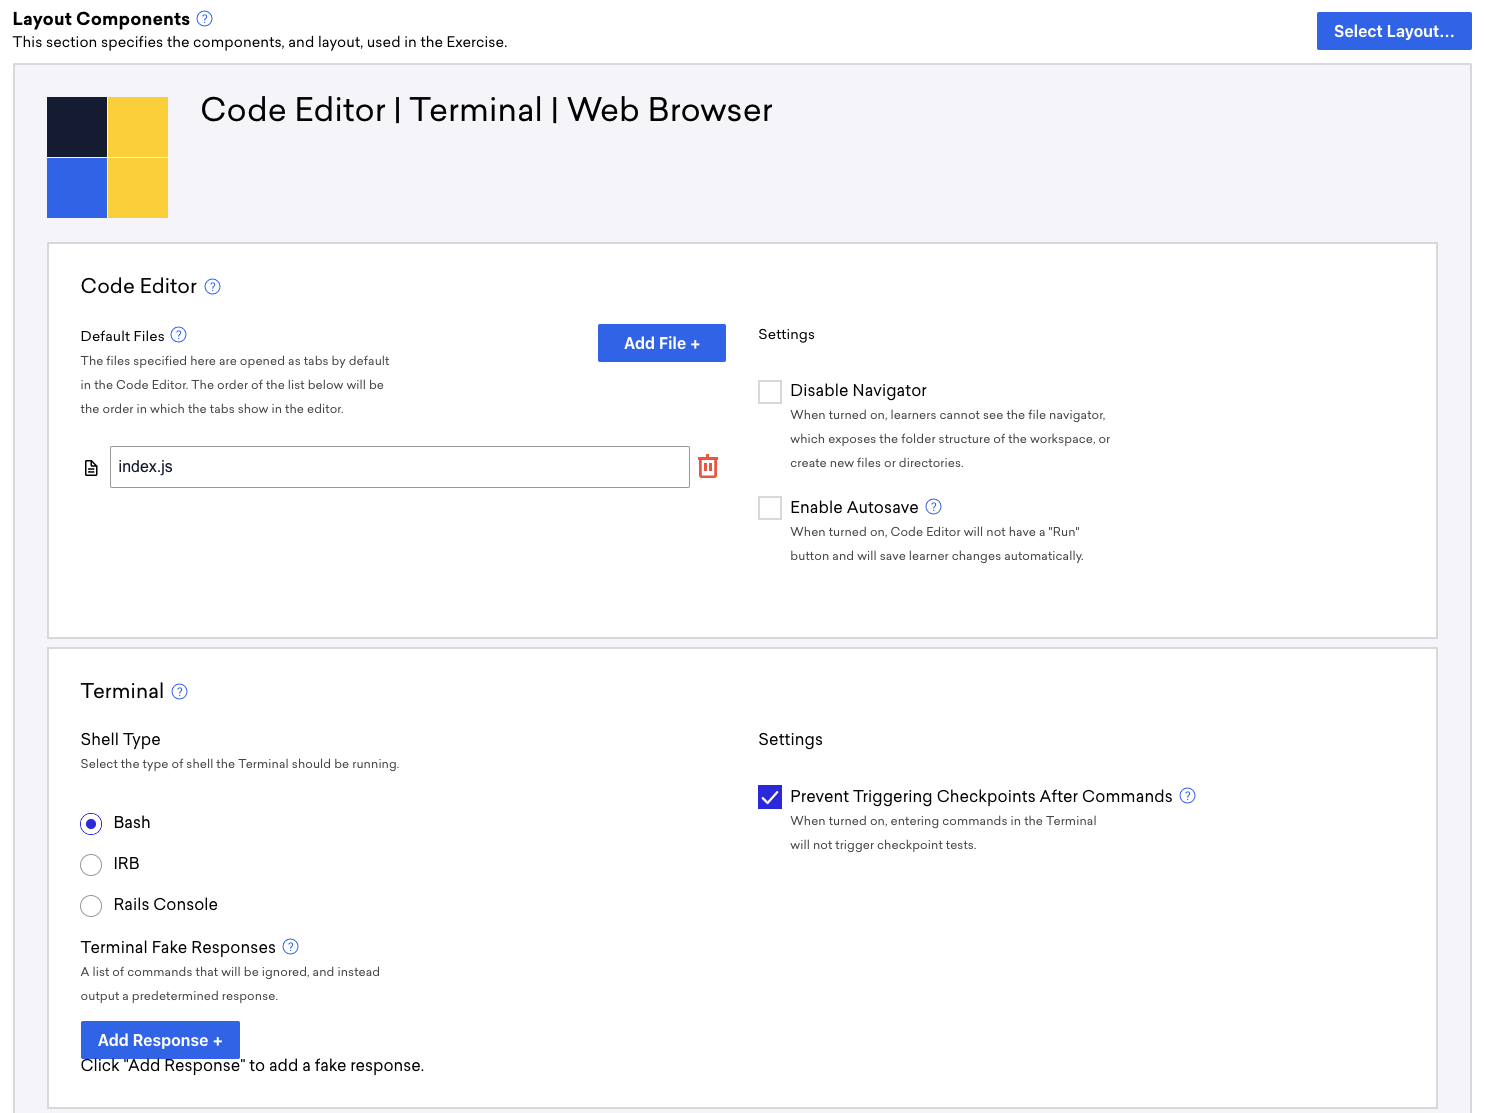 Layout Components ?
This section specifies the components, and layout, used in the Exercise.
Select Layout...
Code Editor | Terminal | Web Browser
Code Editor ?
Default Files ?
The files specified here are opened as tabs by default
in the Code Editor. The order of the list below will be
the order in which the tabs show in the editor.
Add File +
index.js
Settings
Disable Navigator
When turned on, learners cannot see the file navigator,
which exposes the folder structure of the workspace, or
create new files or directories.
Enable Autosave ?
When turned on, Code Editor will not have a "Run"
button and will save learner changes automatically.
Terminal ?
Shell Type
Select the type of shell the Terminal should be running.
Bash
IRB
Rails Console
Terminal Fake Responses ?
A list of commands that will be ignored, and instead
output a predetermined response.
Add Response +
Click "Add Response" to add a fake response.
Settings
Prevent Triggering Checkpoints After Commands ?
When turned on, entering commands in the Terminal
will not trigger checkpoint tests.